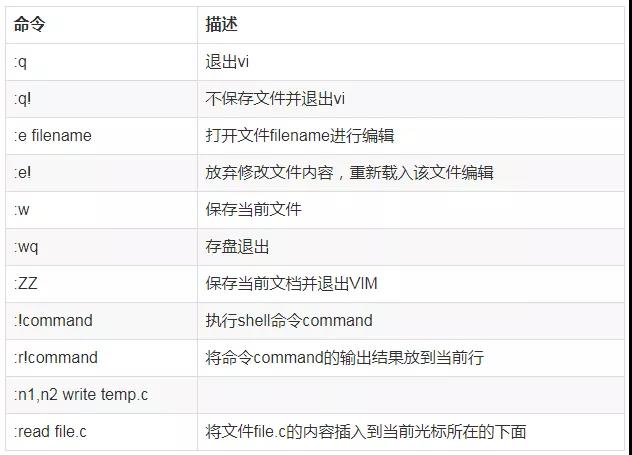 命令 描述
:q 退出vi
:q! 不保存文件并退出vi
:e filename 打开文件filename进行编辑
:e! 放弃修改文件内容，重新载入该文件编辑
:w 保存当前文件
:wq 存盘退出
:ZZ 保存当前文档并退出VIM
:!command 执行shell命令command
:r!command 将命令command的输出结果放到当前行
:n1,n2 write temp.c
:read file.c 将文件file.c的内容插入到当前光标所在的下面